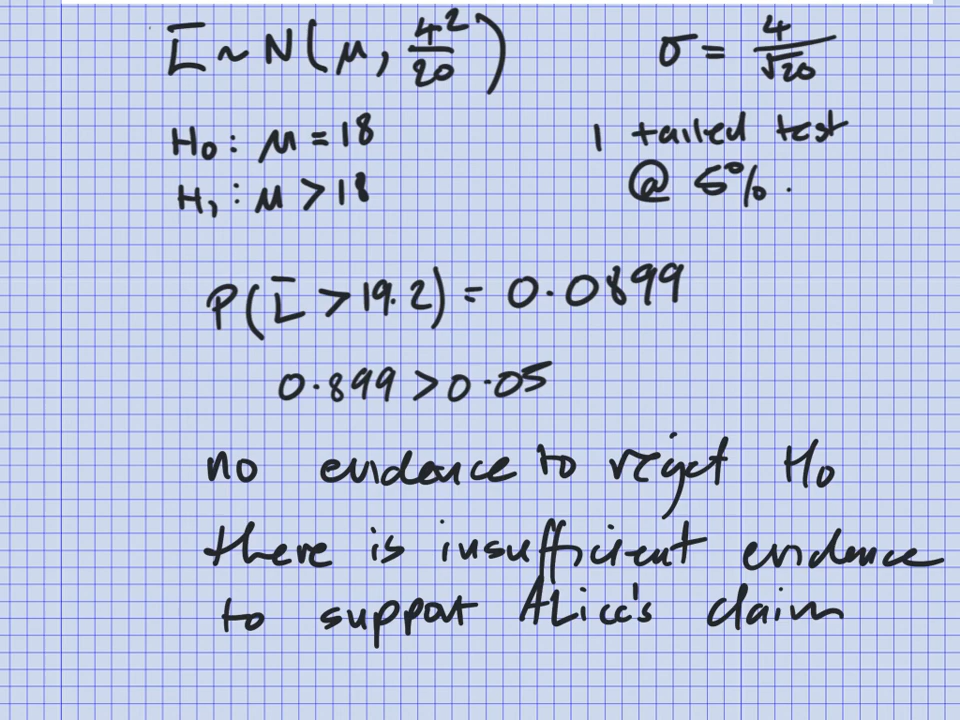 L̄ ~ N(μ, 4²/20)   σ = 4/√20
H₀ : μ = 18   1 tailed test
H₁ : μ > 18   @ 5%.
P(L̄ > 19.2) = 0.0899
0.899 > 0.05
no evidence to reject H₀
there is insufficient evidence
to support Alice's claim